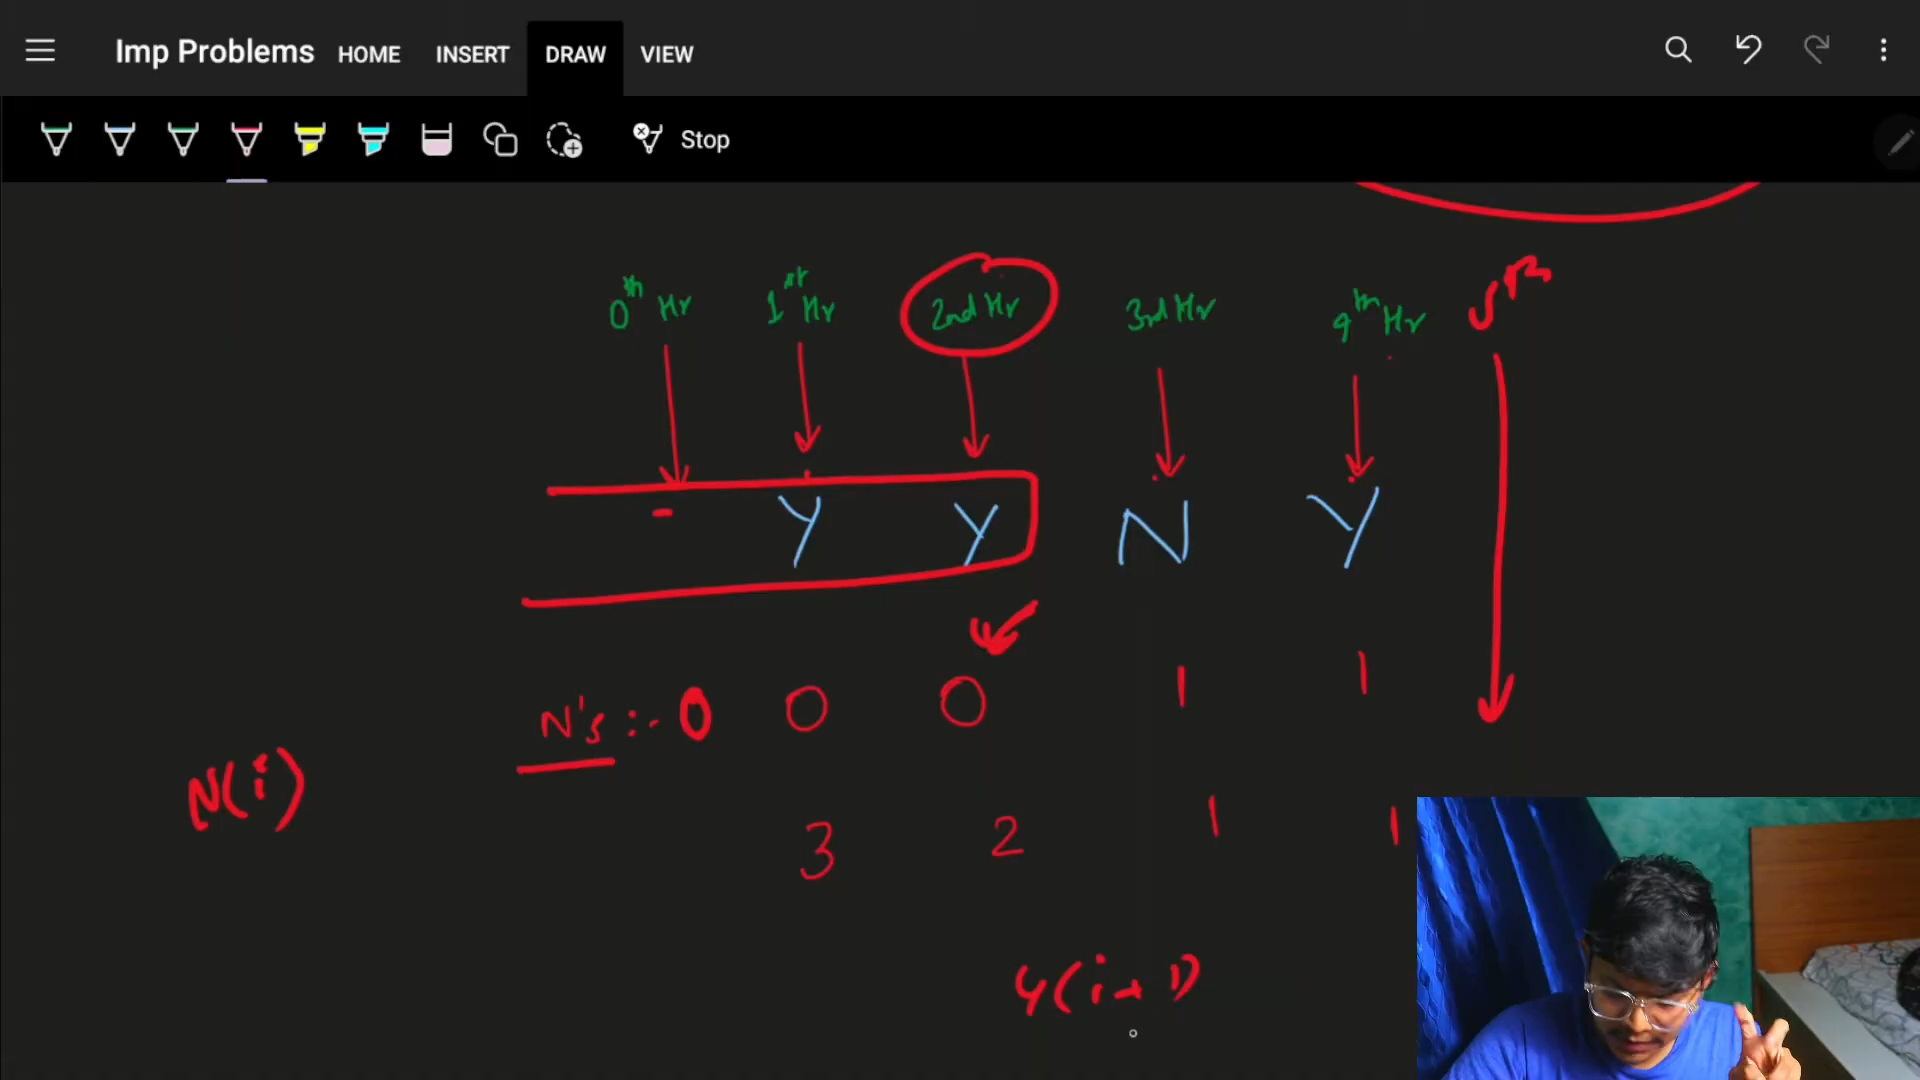 Imp Problems HOME INSERT DRAW VIEW
Stop
0th Hr 1st Hr 2nd Hr 3rd Hr 4th Hr 5th
- Y Y N Y
N's :- 0 0 0 1 1
N(i)
3 2 1 1
Y(i+1)